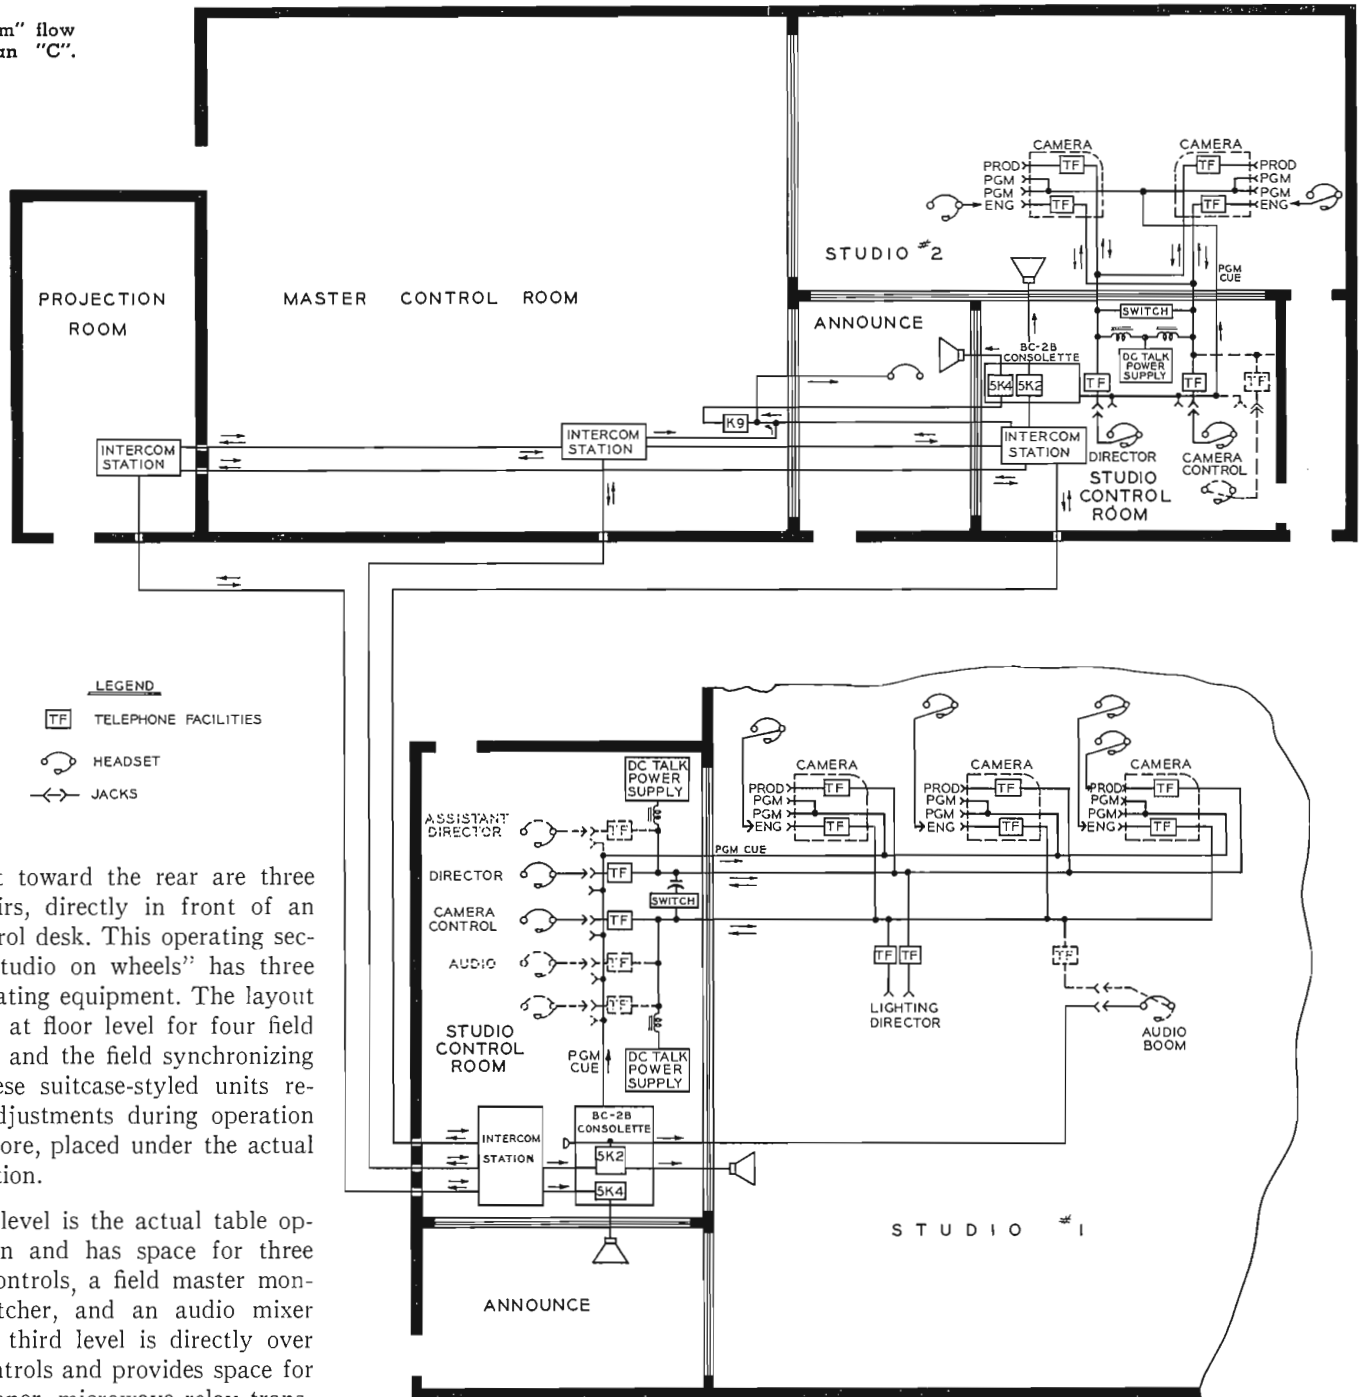 m" flow
an "C".
PROJECTION
ROOM
MASTER CONTROL ROOM
STUDIO #2
CAMERA
CAMERA
PROD
PGM
PGM
ENG
TF
TF
TF
TF
PROD
PGM
PGM
ENG
PGM
CUE
ANNOUNCE
SWITCH
BC-2B
CONSOLETTE
5K4
5K2
DC TALK
POWER
SUPPLY
TF
TF
TF
K9
INTERCOM
STATION
INTERCOM
STATION
INTERCOM
STATION
DIRECTOR
CAMERA
CONTROL
STUDIO
CONTROL
ROOM
LEGEND
TF TELEPHONE FACILITIES
HEADSET
JACKS
t toward the rear are three
irs, directly in front of an
rol desk. This operating sec-
tudio on wheels" has three
ating equipment. The layout
at floor level for four field
and the field synchronizing
ese suitcase-styled units re-
djustments during operation
ore, placed under the actual
tion.
level is the actual table op-
n and has space for three
ontrols, a field master mon-
tcher, and an audio mixer
third level is directly over
ntrols and provides space for
DC TALK
POWER
SUPPLY
ASSISTANT
DIRECTOR
TF
DIRECTOR
TF
CAMERA
CONTROL
TF
SWITCH
AUDIO
TF
TF
STUDIO
CONTROL
ROOM
PGM
CUE
DC TALK
POWER
SUPPLY
INTERCOM
STATION
BC-2B
CONSOLETTE
5K2
5K4
ANNOUNCE
PGM CUE
CAMERA
PROD
PGM
PGM
ENG
TF
TF
CAMERA
PROD
PGM
PGM
ENG
TF
TF
CAMERA
PROD
PGM
PGM
ENG
TF
TF
TF
TF
LIGHTING
DIRECTOR
TF
AUDIO
BOOM
STUDIO #1